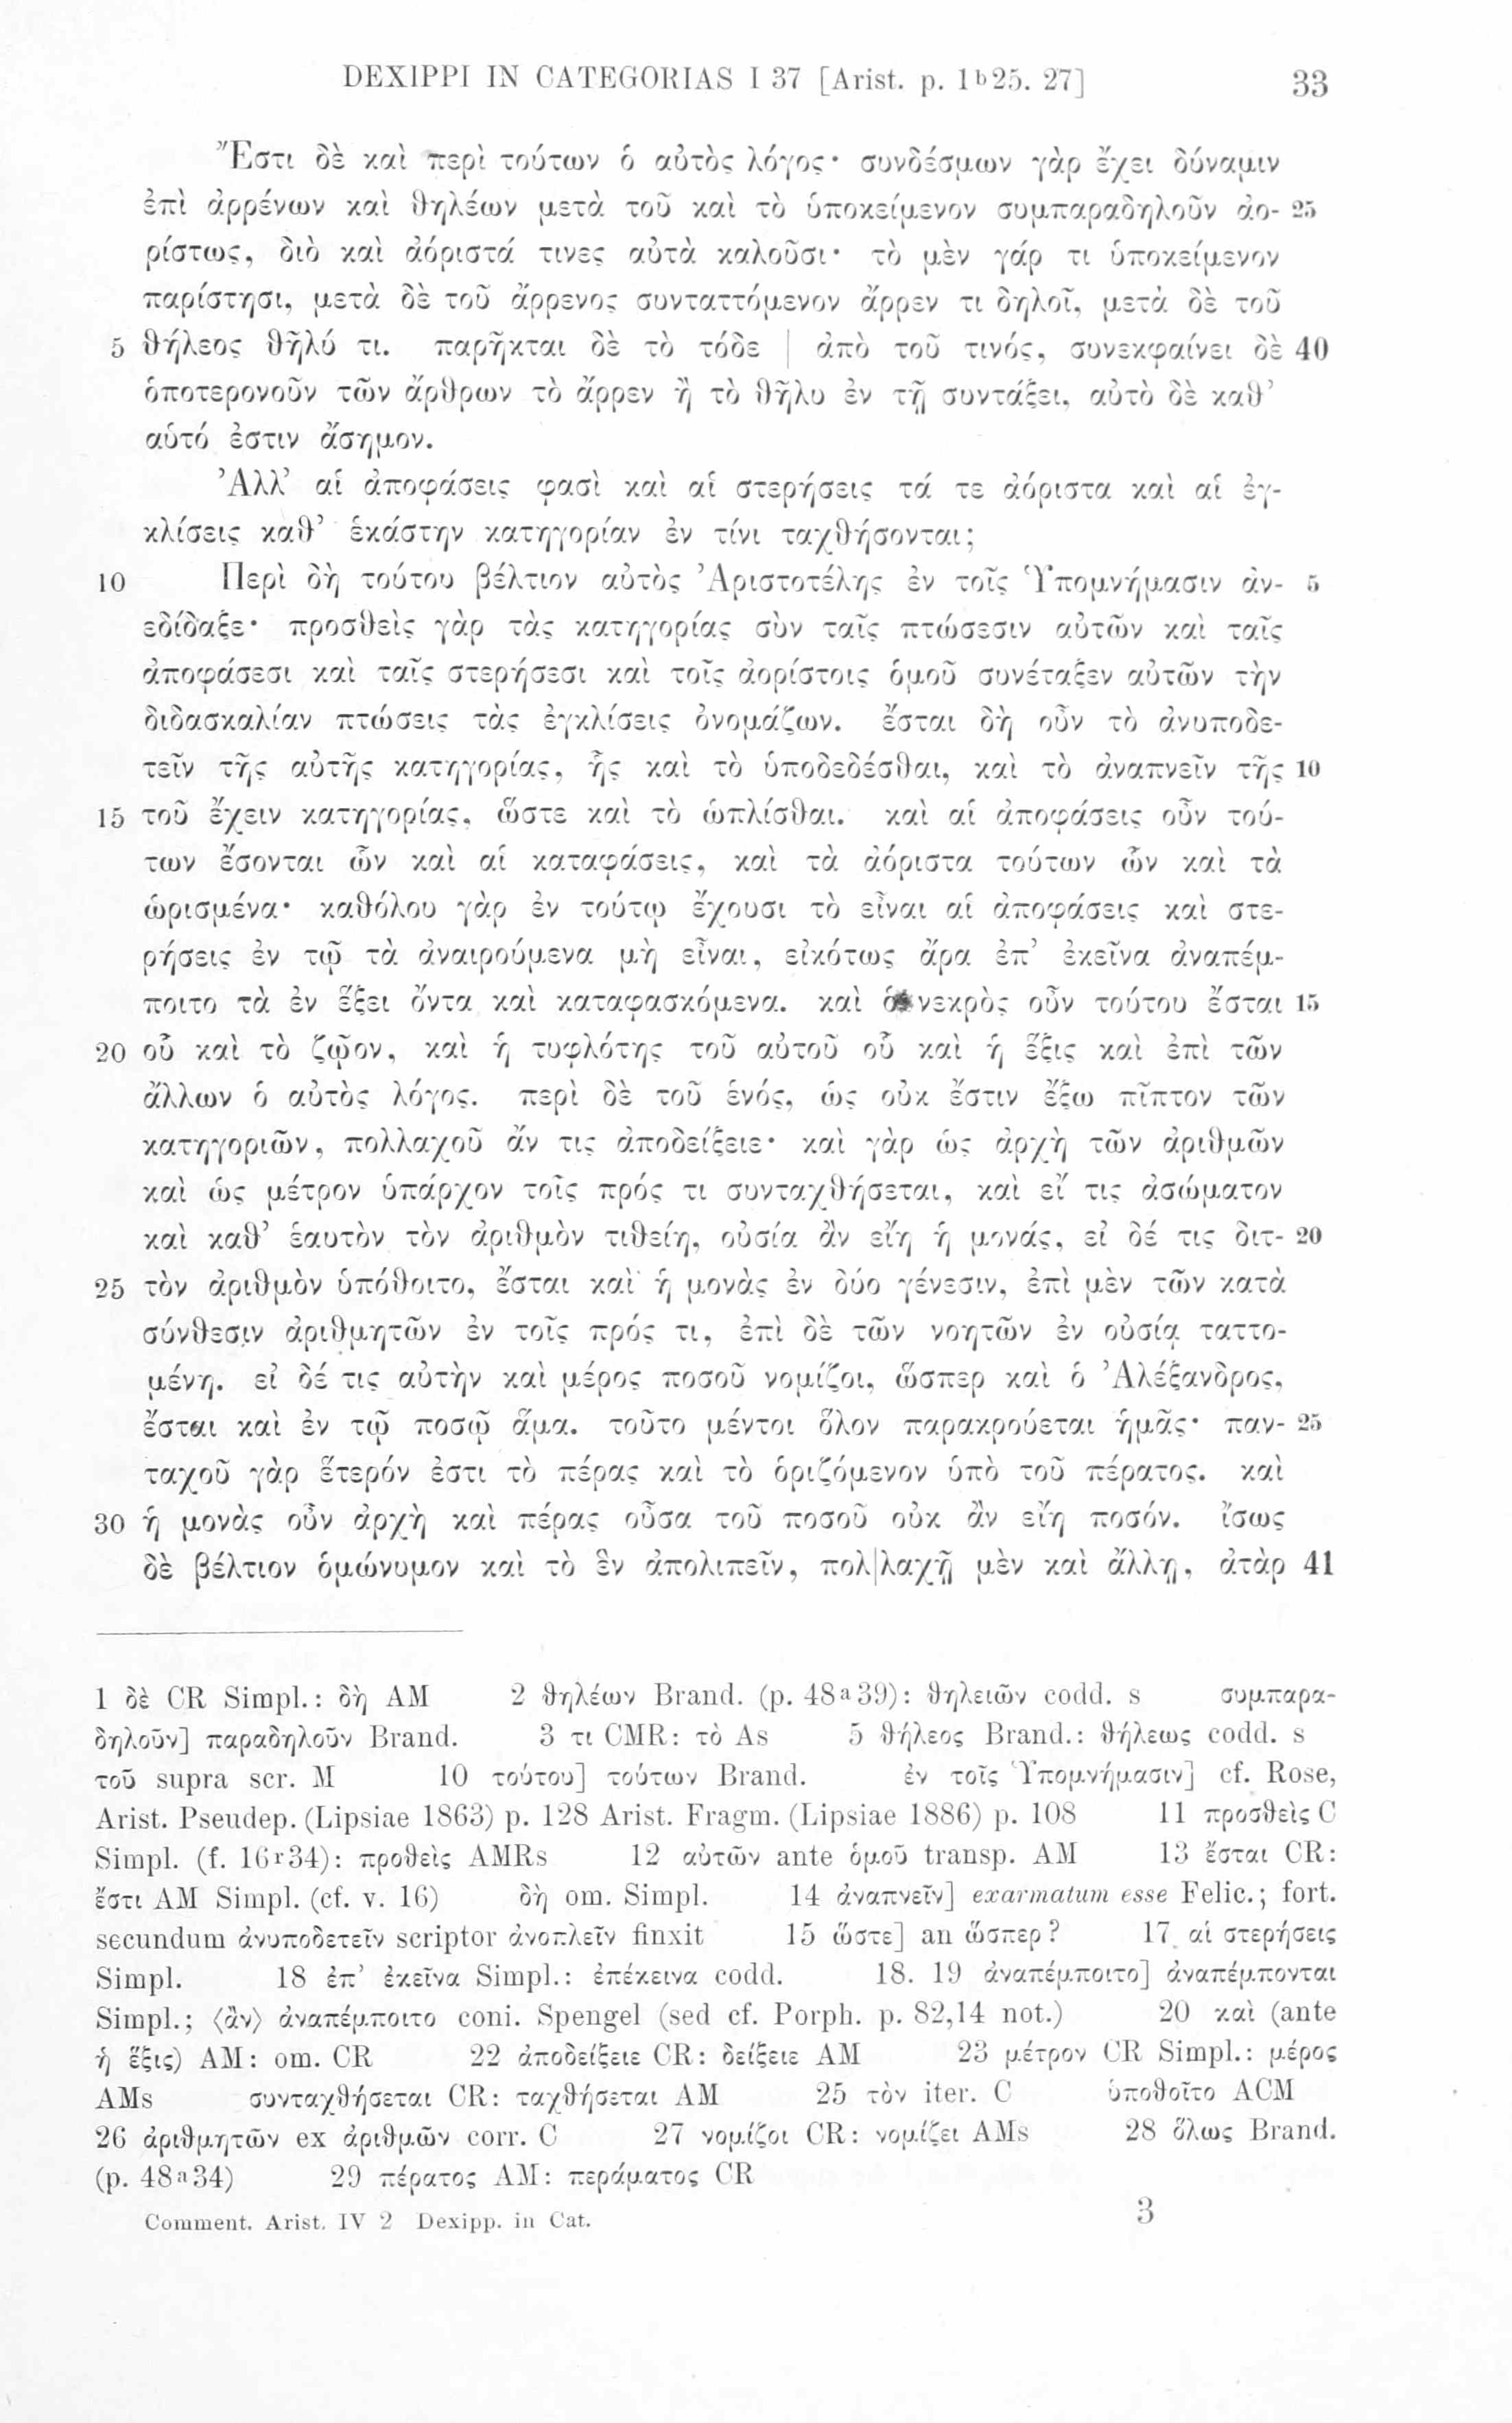 DEXIPPI IN CATEGORIAS I 37 [Arist. p. 1ᵇ25. 27] 33
Ἔστι δὲ καὶ περὶ τούτων ὁ αὐτὸς λόγος· συνδέσμων γὰρ ἔχει δύναμιν
ἐπὶ ἀρρένων καὶ θηλέων μετὰ τοῦ καὶ τὸ ὑποκείμενον συμπαραδηλοῦν ἀο- 25
ρίστως, διὸ καὶ ἀόριστά τινες αὐτὰ καλοῦσι· τὸ μὲν γάρ τι ὑποκείμενον
παρίστησι, μετὰ δὲ τοῦ ἄρρενος συνταττόμενον ἄρρεν τι δηλοῖ, μετὰ δὲ τοῦ
5 θήλεος θῆλύ τι. παρῆκται δὲ τὸ τόδε | ἀπὸ τοῦ τινός, συνεκφαίνει δὲ 40
ὁποτερονοῦν τῶν ἄρθρων τὸ ἄρρεν ἢ τὸ θῆλυ ἐν τῇ συντάξει, αὐτὸ δὲ καθ’
αὑτό ἐστιν ἄσημον.
Ἀλλ’ αἱ ἀποφάσεις φασὶ καὶ αἱ στερήσεις τά τε ἀόριστα καὶ αἱ ἐγ-
κλίσεις καθ’ ἑκάστην κατηγορίαν ἐν τίνι ταχθήσονται;
10 Περὶ δὴ τούτου βέλτιον αὐτὸς Ἀριστοτέλης ἐν τοῖς Ὑπομνήμασιν ἀν- 5
εδίδαξε· προσθεὶς γὰρ τὰς κατηγορίας σὺν ταῖς πτώσεσιν αὐτῶν καὶ ταῖς
ἀποφάσεσι καὶ ταῖς στερήσεσι καὶ τοῖς ἀορίστοις ὁμοῦ συνέταξεν αὐτῶν τὴν
διδασκαλίαν πτώσεις τὰς ἐγκλίσεις ὀνομάζων. ἔσται δὴ οὖν τὸ ἀνυποδε-
τεῖν τῆς αὐτῆς κατηγορίας, ἧς καὶ τὸ ὑποδεδέσθαι, καὶ τὸ ἀναπνεῖν τῆς 10
15 τοῦ ἔχειν κατηγορίας, ὥστε καὶ τὸ ὡπλίσθαι. καὶ αἱ ἀποφάσεις οὖν τού-
των ἔσονται ὧν καὶ αἱ καταφάσεις, καὶ τὰ ἀόριστα τούτων ὧν καὶ τὰ
ὡρισμένα· καθόλου γὰρ ἐν τούτῳ ἔχουσι τὸ εἶναι αἱ ἀποφάσεις καὶ στε-
ρήσεις ἐν τῷ τὰ ἀναιρούμενα μὴ εἶναι, εἰκότως ἄρα ἐπ’ ἐκεῖνα ἀναπέμ-
ποιτο τὰ ἐν ἕξει ὄντα καὶ καταφασκόμενα. καὶ ὁ νεκρὸς οὖν τούτου ἔσται 15
20 οὗ καὶ τὸ ζῷον, καὶ ἡ τυφλότης τοῦ αὐτοῦ οὗ καὶ ἡ ἕξις καὶ ἐπὶ τῶν
ἄλλων ὁ αὐτὸς λόγος. περὶ δὲ τοῦ ἑνός, ὡς οὐκ ἔστιν ἔξω πῖπτον τῶν
κατηγοριῶν, πολλαχοῦ ἄν τις ἀποδείξειε· καὶ γὰρ ὡς ἀρχὴ τῶν ἀριθμῶν
καὶ ὡς μέτρον ὑπάρχον τοῖς πρός τι συνταχθήσεται, καὶ εἴ τις ἀσώματον
καὶ καθ’ ἑαυτὸν τὸν ἀριθμὸν τιθείη, οὐσία ἂν εἴη ἡ μονάς, εἰ δέ τις διτ- 20
25 τὸν ἀριθμὸν ὑπόθοιτο, ἔσται καὶ ἡ μονὰς ἐν δύο γένεσιν, ἐπὶ μὲν τῶν κατὰ
σύνθεσιν ἀριθμητῶν ἐν τοῖς πρός τι, ἐπὶ δὲ τῶν νοητῶν ἐν οὐσίᾳ ταττο-
μένη. εἰ δέ τις αὐτὴν καὶ μέρος ποσοῦ νομίζοι, ὥσπερ καὶ ὁ Ἀλέξανδρος,
ἔσται καὶ ἐν τῷ ποσῷ ἅμα. τοῦτο μέντοι ὅλον παρακρούεται ἡμᾶς· παν- 25
ταχοῦ γὰρ ἕτερόν ἐστι τὸ πέρας καὶ τὸ ὁριζόμενον ὑπὸ τοῦ πέρατος. καὶ
30 ἡ μονὰς οὖν ἀρχὴ καὶ πέρας οὖσα τοῦ ποσοῦ οὐκ ἂν εἴη ποσόν. ἴσως
δὲ βέλτιον ὁμώνυμον καὶ τὸ ἓν ἀπολιπεῖν, πολ|λαχῇ μὲν καὶ ἄλλῃ, ἀτὰρ 41
1 δὲ CR Simpl.: δὴ AM 2 θηλέων Brand. (p. 48ᵃ39): θηλειῶν codd. s συμπαρα-
δηλοῦν] παραδηλοῦν Brand. 3 τι CMR: τὸ As 5 θήλεος Brand.: θήλεως codd. s
τοῦ supra scr. M 10 τούτου] τούτων Brand. ἐν τοῖς Ὑπομνήμασιν] cf. Rose,
Arist. Pseudep. (Lipsiae 1863) p. 128 Arist. Fragm. (Lipsiae 1886) p. 108 11 προσθεὶς C
Simpl. (f. 16ʳ34): προθεὶς AMRs 12 αὐτῶν ante ὁμοῦ transp. AM 13 ἔσται CR:
ἔστι AM Simpl. (cf. v. 16) δὴ om. Simpl. 14 ἀναπνεῖν] exarmatum esse Felic.; fort.
secundum ἀνυποδετεῖν scriptor ἀνοπλεῖν finxit 15 ὥστε] an ὥσπερ? 17 αἱ στερήσεις
Simpl. 18 ἐπ’ ἐκεῖνα Simpl.: ἐπέκεινα codd. 18. 19 ἀναπέμποιτο] ἀναπέμπονται
Simpl.; ⟨ἂν⟩ ἀναπέμποιτο coni. Spengel (sed cf. Porph. p. 82,14 not.) 20 καὶ (ante
ἡ ἕξις) AM: om. CR 22 ἀποδείξειε CR: δείξειε AM 23 μέτρον CR Simpl.: μέρος
AMs συνταχθήσεται CR: ταχθήσεται AM 25 τὸν iter. C ὑποθοῖτο ACM
26 ἀριθμητῶν ex ἀριθμῶν corr. C 27 νομίζοι CR: νομίζει AMs 28 ὅλως Brand.
(p. 48ᵃ34) 29 πέρατος AM: περάματος CR
Comment. Arist. IV 2 Dexipp. in Cat. 3